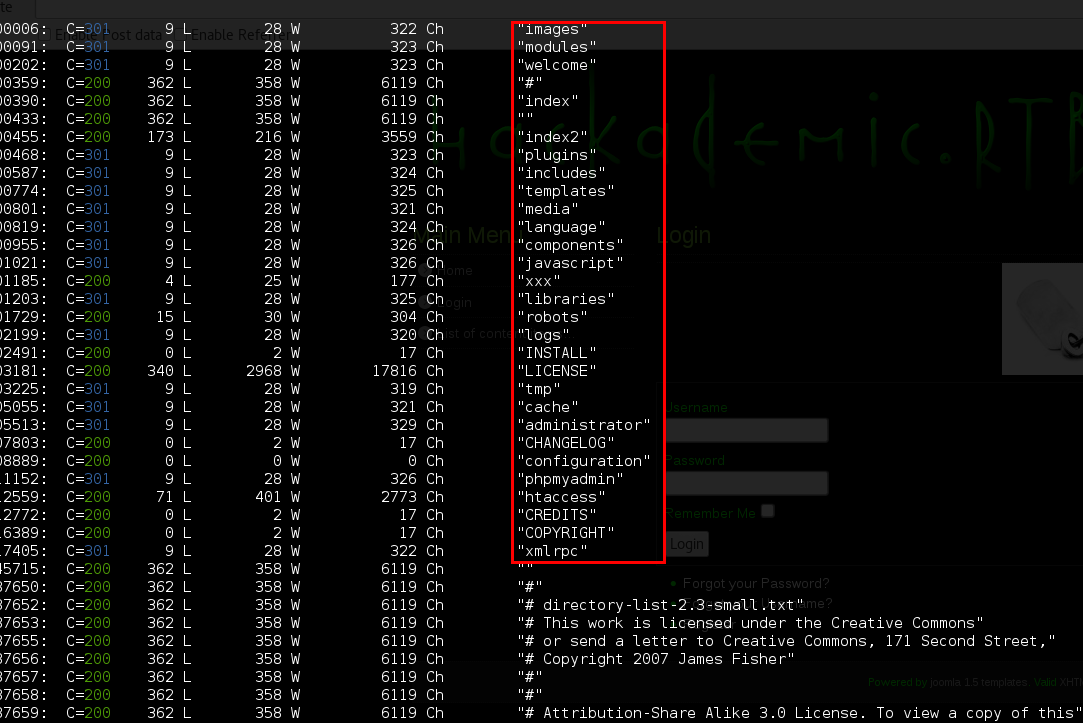 te
Enable Post data Enable Referrer
00006: C=301 9 L 28 W 322 Ch "images"
00091: C=301 9 L 28 W 323 Ch "modules"
00202: C=301 9 L 28 W 323 Ch "welcome"
00359: C=200 362 L 358 W 6119 Ch "#"
00390: C=200 362 L 358 W 6119 Ch "index"
00433: C=200 362 L 358 W 6119 Ch ""
00455: C=200 173 L 216 W 3559 Ch "index2"
00468: C=301 9 L 28 W 323 Ch "plugins"
00587: C=301 9 L 28 W 324 Ch "includes"
00774: C=301 9 L 28 W 325 Ch "templates"
00801: C=301 9 L 28 W 321 Ch "media"
00819: C=301 9 L 28 W 324 Ch "language"
00955: C=301 9 L 28 W 326 Ch "components"
01021: C=301 9 L 28 W 326 Ch "javascript"
01185: C=200 4 L 25 W 177 Ch "xxx"
01203: C=301 9 L 28 W 325 Ch "libraries"
01729: C=200 15 L 30 W 304 Ch "robots"
02199: C=301 9 L 28 W 320 Ch "logs"
02491: C=200 0 L 2 W 17 Ch "INSTALL"
03181: C=200 340 L 2968 W 17816 Ch "LICENSE"
03225: C=301 9 L 28 W 319 Ch "tmp"
05055: C=301 9 L 28 W 321 Ch "cache"
05513: C=301 9 L 28 W 329 Ch "administrator"
07803: C=200 0 L 2 W 17 Ch "CHANGELOG"
08889: C=200 0 L 0 W 0 Ch "configuration"
11152: C=301 9 L 28 W 326 Ch "phpmyadmin"
12559: C=200 71 L 401 W 2773 Ch "htaccess"
12772: C=200 0 L 2 W 17 Ch "CREDITS"
16389: C=200 0 L 2 W 17 Ch "COPYRIGHT"
17405: C=301 9 L 28 W 322 Ch "xmlrpc"
45715: C=200 362 L 358 W 6119 Ch ""
87650: C=200 362 L 358 W 6119 Ch "#"
87652: C=200 362 L 358 W 6119 Ch "# directory-list-2.3-small.txt"
87653: C=200 362 L 358 W 6119 Ch "# This work is licensed under the Creative Commons"
87655: C=200 362 L 358 W 6119 Ch "# or send a letter to Creative Commons, 171 Second Street,"
87656: C=200 362 L 358 W 6119 Ch "# Copyright 2007 James Fisher"
87657: C=200 362 L 358 W 6119 Ch "#"
87658: C=200 362 L 358 W 6119 Ch "#"
87659: C=200 362 L 358 W 6119 Ch "# Attribution-Share Alike 3.0 License. To view a copy of this"
Hackademic.RTB
Main Menu
Home
Login
Login
Username
Password
Remember Me
Login
Forgot your Password?
Powered by joomla 1.5 templates. Valid XHT